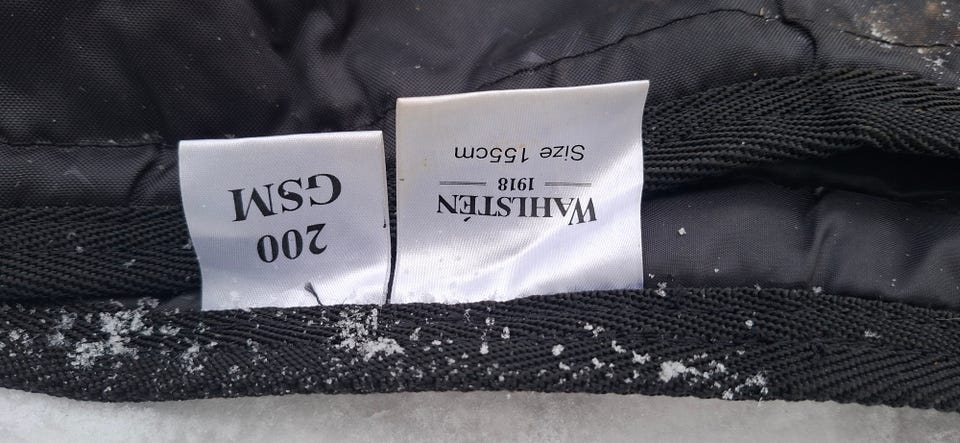 WAHLSTÉN
1918
Size 155cm
200
GSM